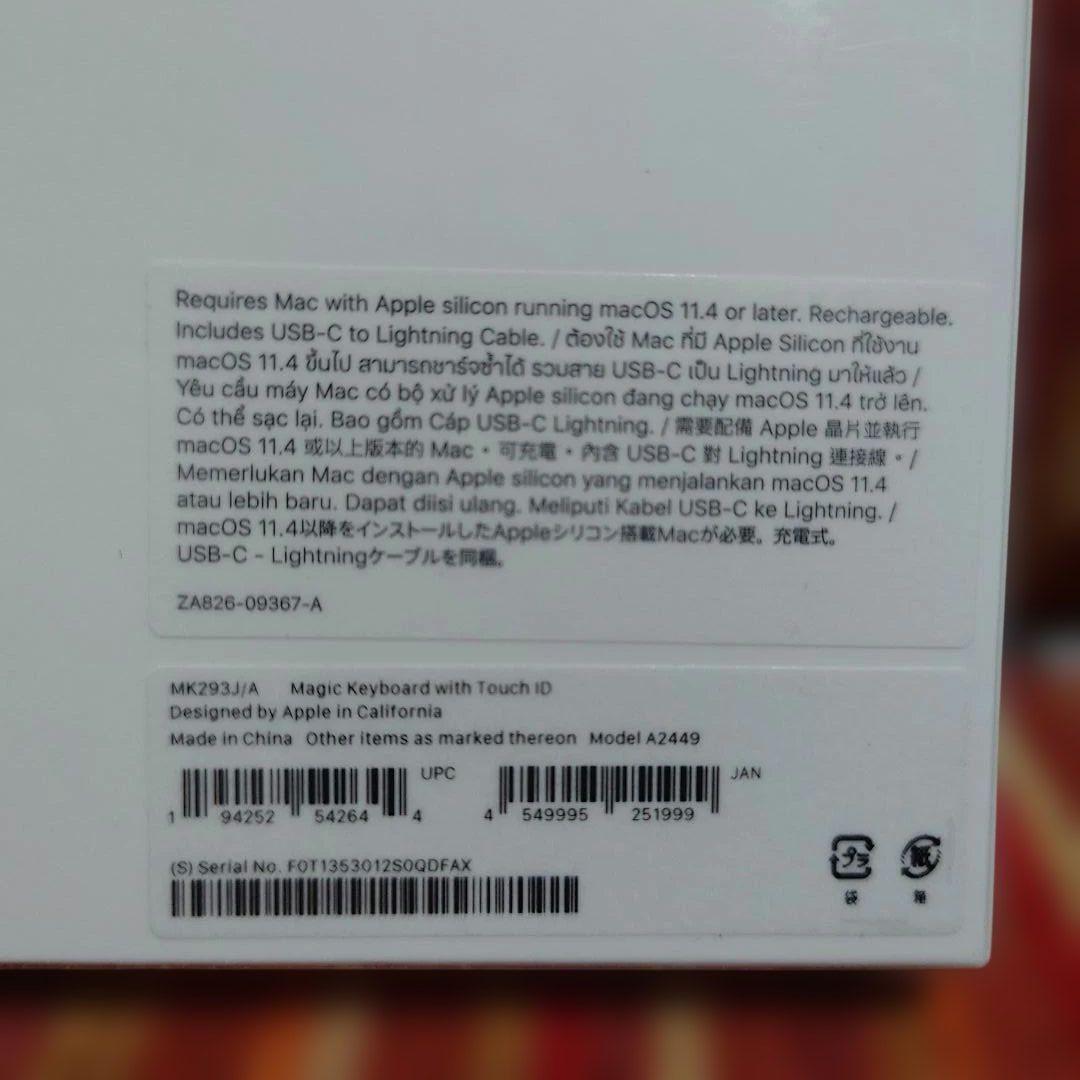 Requires Mac with Apple silicon running macOS 11.4 or later. Rechargeable.
Includes USB-C to Lightning Cable. / ต้องใช้ Mac ที่มี Apple Silicon ที่ใช้งาน
macOS 11.4 ขึ้นไป สามารถชาร์จซ้ำได้ รวมสาย USB-C เป็น Lightning มาให้แล้ว /
Yêu cầu máy Mac có bộ xử lý Apple silicon đang chạy macOS 11.4 trở lên.
Có thể sạc lại. Bao gồm Cáp USB-C Lightning. / 需要配備 Apple 晶片並執行
macOS 11.4 或以上版本的 Mac。可充電。內含 USB-C 對 Lightning 連接線。/
Memerlukan Mac dengan Apple silicon yang menjalankan macOS 11.4
atau lebih baru. Dapat diisi ulang. Meliputi Kabel USB-C ke Lightning. /
macOS 11.4以降をインストールしたAppleシリコン搭載Macが必要。充電式。
USB-C - Lightningケーブルを同梱。
ZA826-09367-A
MK293J/A Magic Keyboard with Touch ID
Designed by Apple in California
Made in China Other items as marked thereon Model A2449
UPC JAN
1 94252 54264 4 4 549995 251999
(S) Serial No. F0T1353012S0QDFAX
プラ 紙
袋 箱